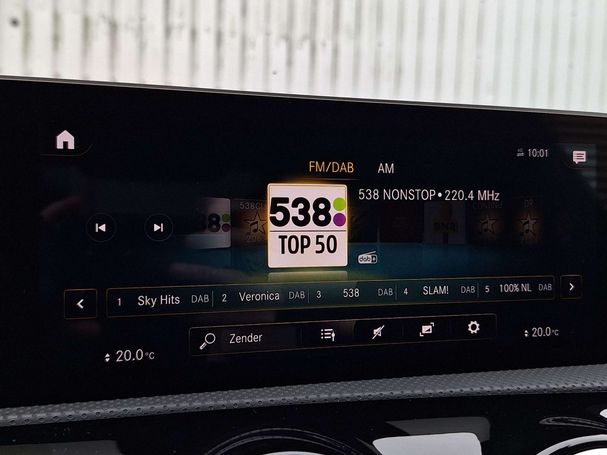 10:01
FM/DAB AM
538 NONSTOP • 220.4 MHz
538
TOP 50
dab+
1 Sky Hits DAB 2 Veronica DAB 3 538 DAB 4 SLAM! DAB 5 100% NL DAB
Zender
20.0 °C
20.0 °C